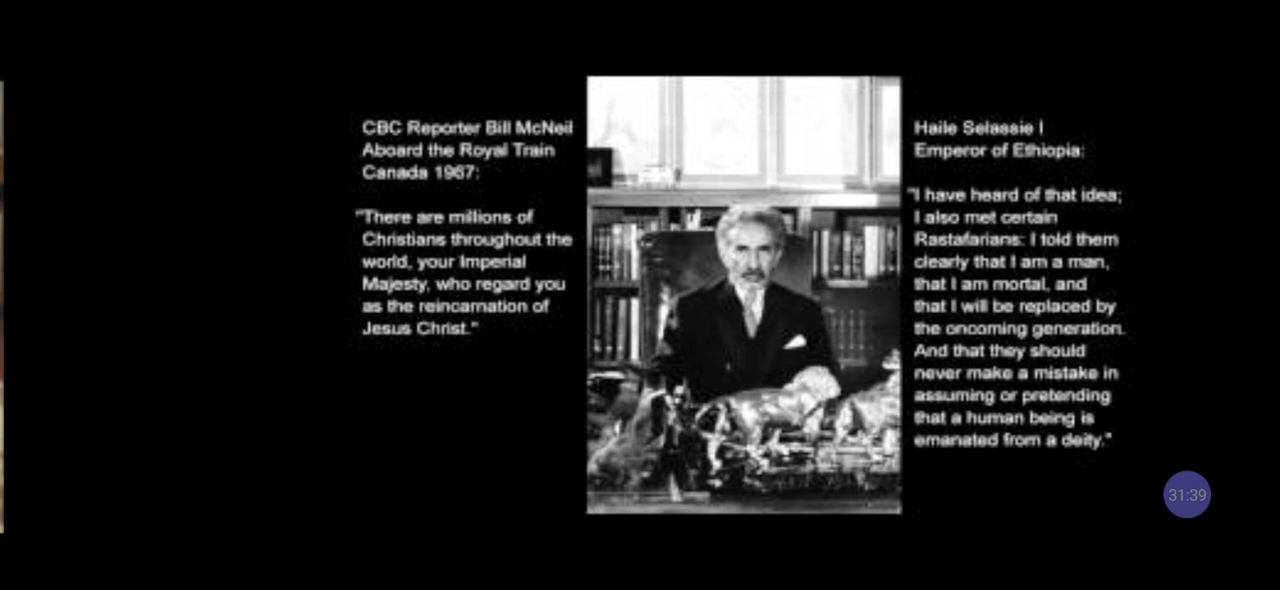 CBC Reporter Bill McNeil
Aboard the Royal Train
Canada 1967:
"There are millions of
Christians throughout the
world, your Imperial
Majesty, who regard you
as the reincarnation of
Jesus Christ."
Haile Selassie I
Emperor of Ethiopia:
"I have heard of that idea;
I also met certain
Rastafarians: I told them
clearly that I am a man,
that I am mortal, and
that I will be replaced by
the oncoming generation.
And that they should
never make a mistake in
assuming or pretending
that a human being is
emanated from a deity."
31:39